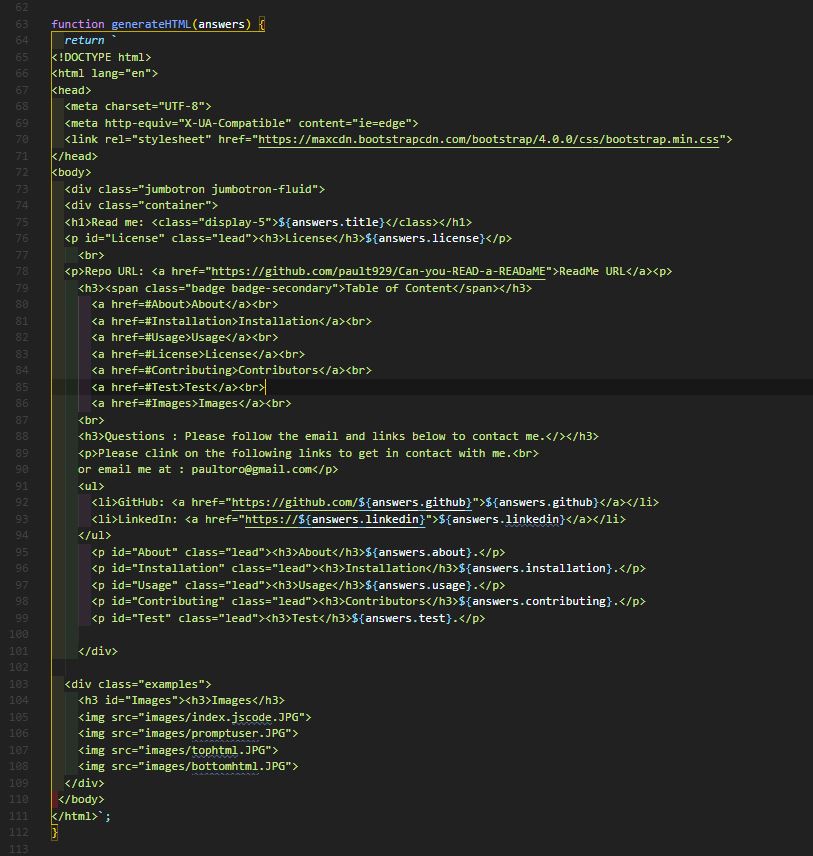 62
63 function generateHTML(answers) {
64 return `
65 <!DOCTYPE html>
66 <html lang="en">
67 <head>
68 <meta charset="UTF-8">
69 <meta http-equiv="X-UA-Compatible" content="ie=edge">
70 <link rel="stylesheet" href="https://maxcdn.bootstrapcdn.com/bootstrap/4.0.0/css/bootstrap.min.css">
71 </head>
72 <body>
73 <div class="jumbotron jumbotron-fluid">
74 <div class="container">
75 <h1>Read me: <class="display-5">${answers.title}</class></h1>
76 <p id="License" class="lead"><h3>License</h3>${answers.license}</p>
77 <br>
78 <p>Repo URL: <a href="https://github.com/pault929/Can-you-READ-a-READaME">ReadMe URL</a><p>
79 <h3><span class="badge badge-secondary">Table of Content</span></h3>
80 <a href=#About>About</a><br>
81 <a href=#Installation>Installation</a><br>
82 <a href=#Usage>Usage</a><br>
83 <a href=#License>License</a><br>
84 <a href=#Contributing>Contributors</a><br>
85 <a href=#Test>Test</a><br>
86 <a href=#Images>Images</a><br>
87 <br>
88 <h3>Questions : Please follow the email and links below to contact me.</></h3>
89 <p>Please clink on the following links to get in contact with me.<br>
90 or email me at : paultoro@gmail.com</p>
91 <ul>
92 <li>GitHub: <a href="https://github.com/${answers.github}">${answers.github}</a></li>
93 <li>LinkedIn: <a href="https://${answers.linkedin}">${answers.linkedin}</a></li>
94 </ul>
95 <p id="About" class="lead"><h3>About</h3>${answers.about}.</p>
96 <p id="Installation" class="lead"><h3>Installation</h3>${answers.installation}.</p>
97 <p id="Usage" class="lead"><h3>Usage</h3>${answers.usage}.</p>
98 <p id="Contributing" class="lead"><h3>Contributors</h3>${answers.contributing}.</p>
99 <p id="Test" class="lead"><h3>Test</h3>${answers.test}.</p>
100
101 </div>
102
103 <div class="examples">
104 <h3 id="Images"><h3>Images</h3>
105 <img src="images/index.jscode.JPG">
106 <img src="images/promptuser.JPG">
107 <img src="images/tophtml.JPG">
108 <img src="images/bottomhtml.JPG">
109 </div>
110 </body>
111 </html>`;
112 }
113